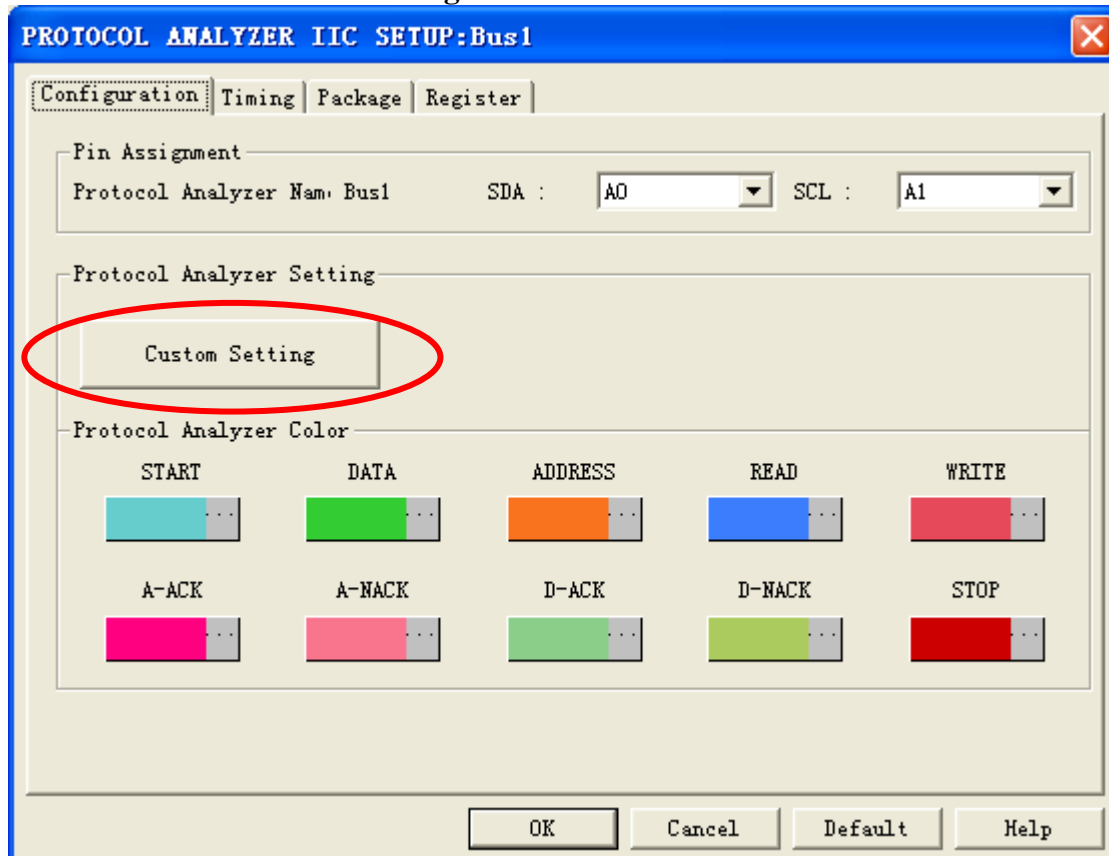 PROTOCOL ANALYZER IIC SETUP:Bus1
Configuration Timing Package Register
Pin Assignment
Protocol Analyzer Nam Bus1 SDA : A0 SCL : A1
Protocol Analyzer Setting
Custom Setting
Protocol Analyzer Color
START DATA ADDRESS READ WRITE
... ... ... ... ...
A-ACK A-NACK D-ACK D-NACK STOP
... ... ... ... ...
OK Cancel Default Help